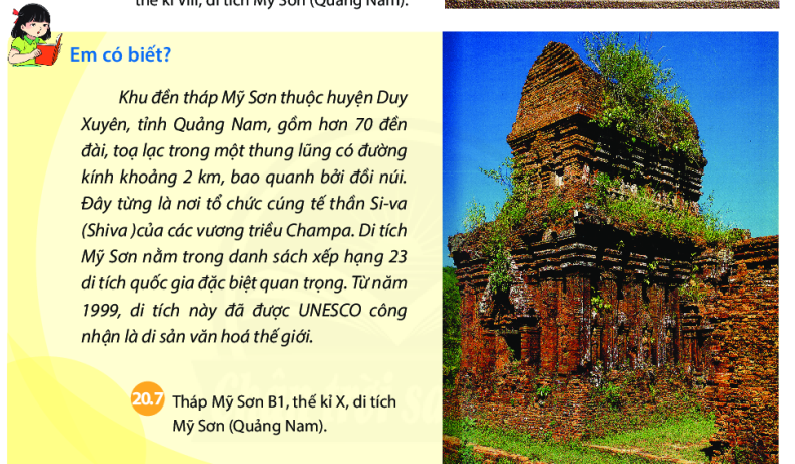 thế kỉ VIII, di tích Mỹ Sơn (Quảng Nam).
Em có biết?
Khu đền tháp Mỹ Sơn thuộc huyện Duy
Xuyên, tỉnh Quảng Nam, gồm hơn 70 đền
đài, toạ lạc trong một thung lũng có đường
kính khoảng 2 km, bao quanh bởi đồi núi.
Đây từng là nơi tổ chức cúng tế thần Si-va
(Shiva )của các vương triều Champa. Di tích
Mỹ Sơn nằm trong danh sách xếp hạng 23
di tích quốc gia đặc biệt quan trọng. Từ năm
1999, di tích này đã được UNESCO công
nhận là di sản văn hoá thế giới.
20.7 Tháp Mỹ Sơn B1, thế kỉ X, di tích
Mỹ Sơn (Quảng Nam).